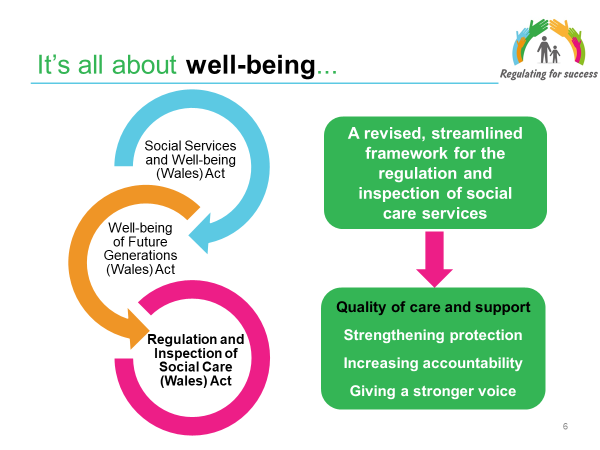 Regulating for success
It's all about well-being...
Social Services
and Well-being
(Wales) Act
Well-being
of Future
Generations
(Wales) Act
Regulation and
Inspection of
Social Care
(Wales) Act
A revised, streamlined
framework for the
regulation and
inspection of social
care services
Quality of care and support
Strengthening protection
Increasing accountability
Giving a stronger voice
6